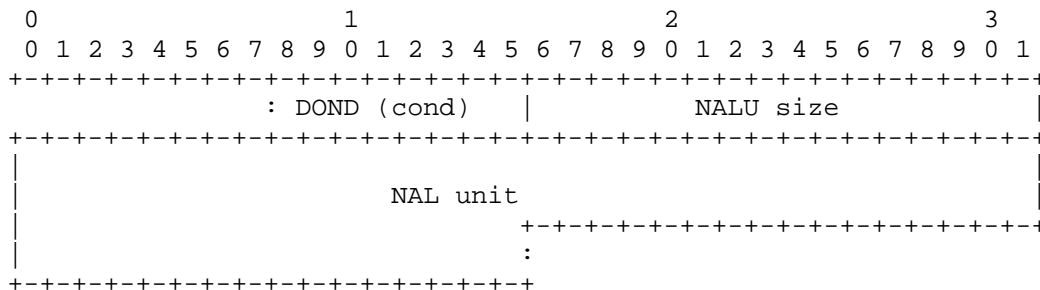 0                   1                   2                   3
 0 1 2 3 4 5 6 7 8 9 0 1 2 3 4 5 6 7 8 9 0 1 2 3 4 5 6 7 8 9 0 1
+-+-+-+-+-+-+-+-+-+-+-+-+-+-+-+-+-+-+-+-+-+-+-+-+-+-+-+-+-+-+-+-+
                : DOND (cond)   |          NALU size            |
+-+-+-+-+-+-+-+-+-+-+-+-+-+-+-+-+-+-+-+-+-+-+-+-+-+-+-+-+-+-+-+-+
|                                                               |
|                       NAL unit                                |
|                               +-+-+-+-+-+-+-+-+-+-+-+-+-+-+-+-+
|                               :
+-+-+-+-+-+-+-+-+-+-+-+-+-+-+-+-+